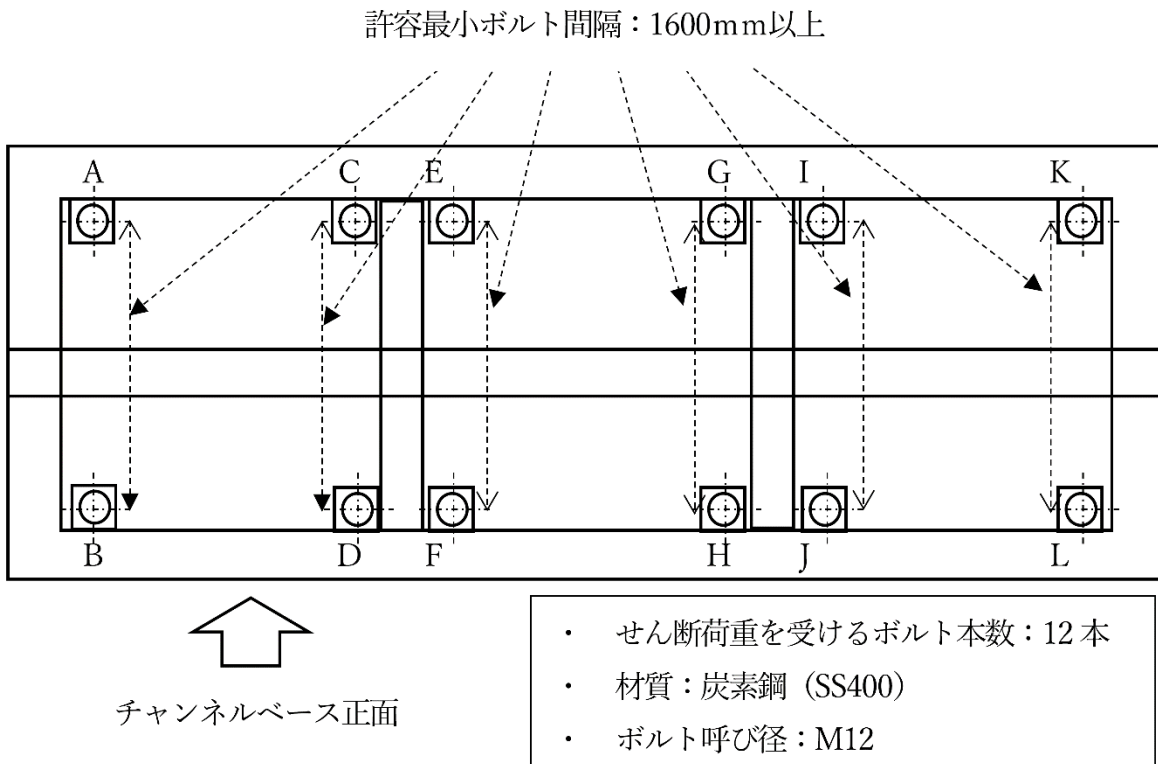 許容最小ボルト間隔：1600mm以上
A C E G I K
B D F H J L
チャンネルベース正面
・ せん断荷重を受けるボルト本数：12 本
・ 材質：炭素鋼（SS400）
・ ボルト呼び径：M12